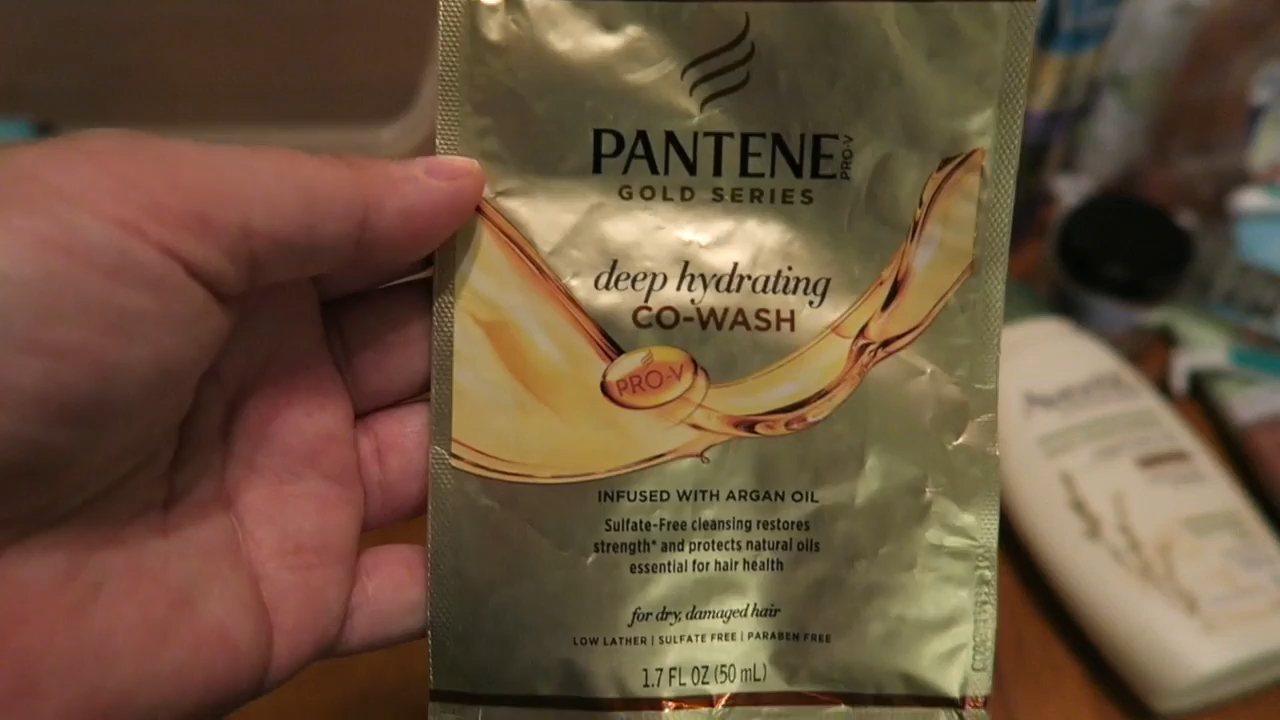 PANTENE PRO-V
GOLD SERIES
deep hydrating
CO-WASH
PRO-V
INFUSED WITH ARGAN OIL
Sulfate-Free cleansing restores
strength* and protects natural oils
essential for hair health
for dry, damaged hair
LOW LATHER | SULFATE FREE | PARABEN FREE
1.7 FL OZ (50 mL)
Aveeno